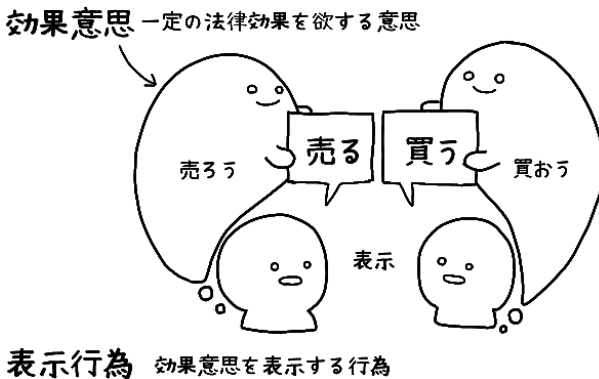 効果意思 一定の法律効果を欲する意思
売ろう 売る 買う 買おう
表示
表示行為 効果意思を表示する行為